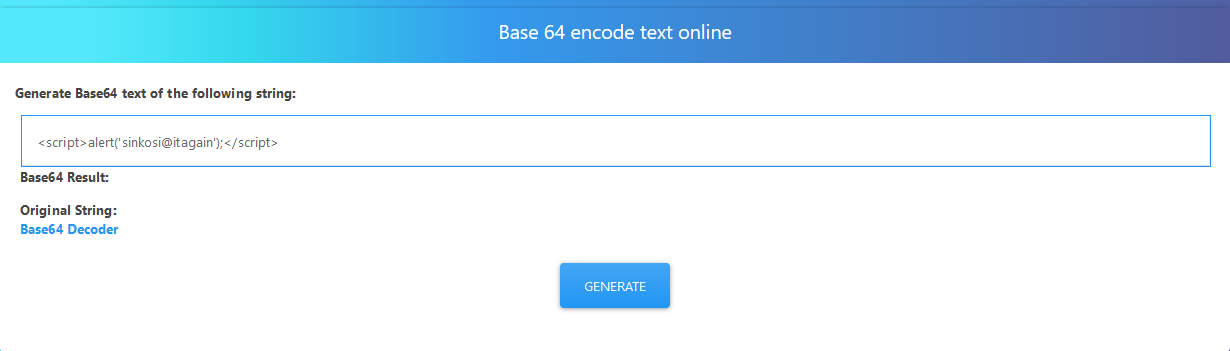 Base 64 encode text online
Generate Base64 text of the following string:
<script>alert('sinkosi@itagain');</script>
Base64 Result:
Original String:
Base64 Decoder
GENERATE